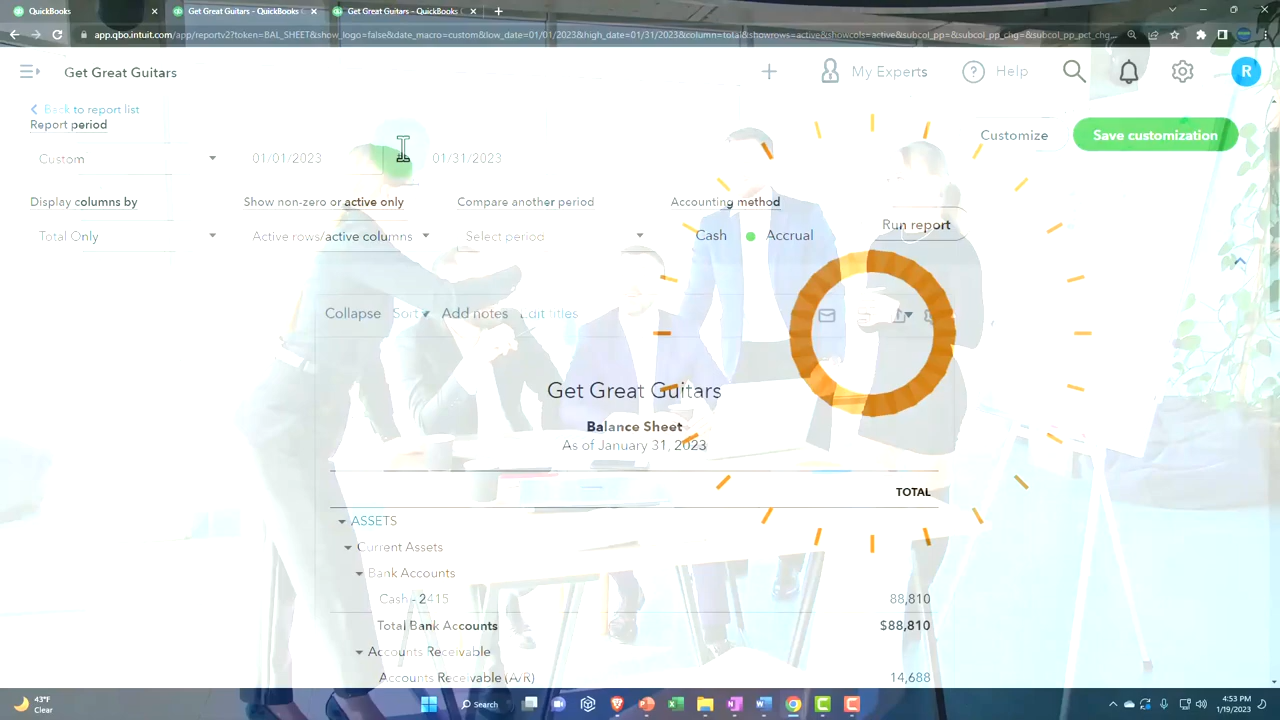 QuickBooks
Get Great Guitars - QuickBooks
Get Great Guitars - QuickBooks
app.qbo.intuit.com/app/reportv2?token=BAL_SHEET&show_logo=false&date_macro=custom&low_date=01/01/2023&high_date=01/31/2023&column=total&showrows=active&subcol_pp=&subcol_pp_chg=&subcol_pp_pct_chg...
Get Great Guitars
My Experts
Help
R
Back to report list
Report period
Customize
Save customization
Custom
01/01/2023
01/31/2023
Display columns by
Show non-zero or active only
Compare another period
Accounting method
Run report
Total Only
Active rows/active columns
Select period
Cash
Accrual
Collapse
Sort
Add notes
Edit titles
Get Great Guitars
Balance Sheet
As of January 31, 2023
TOTAL
ASSETS
Current Assets
Bank Accounts
Cash - 2415 88,810
Total Bank Accounts $88,810
Accounts Receivable
Accounts Receivable (A/R) 14,688
43°F
Clear
Search
4:53 PM
1/19/2023